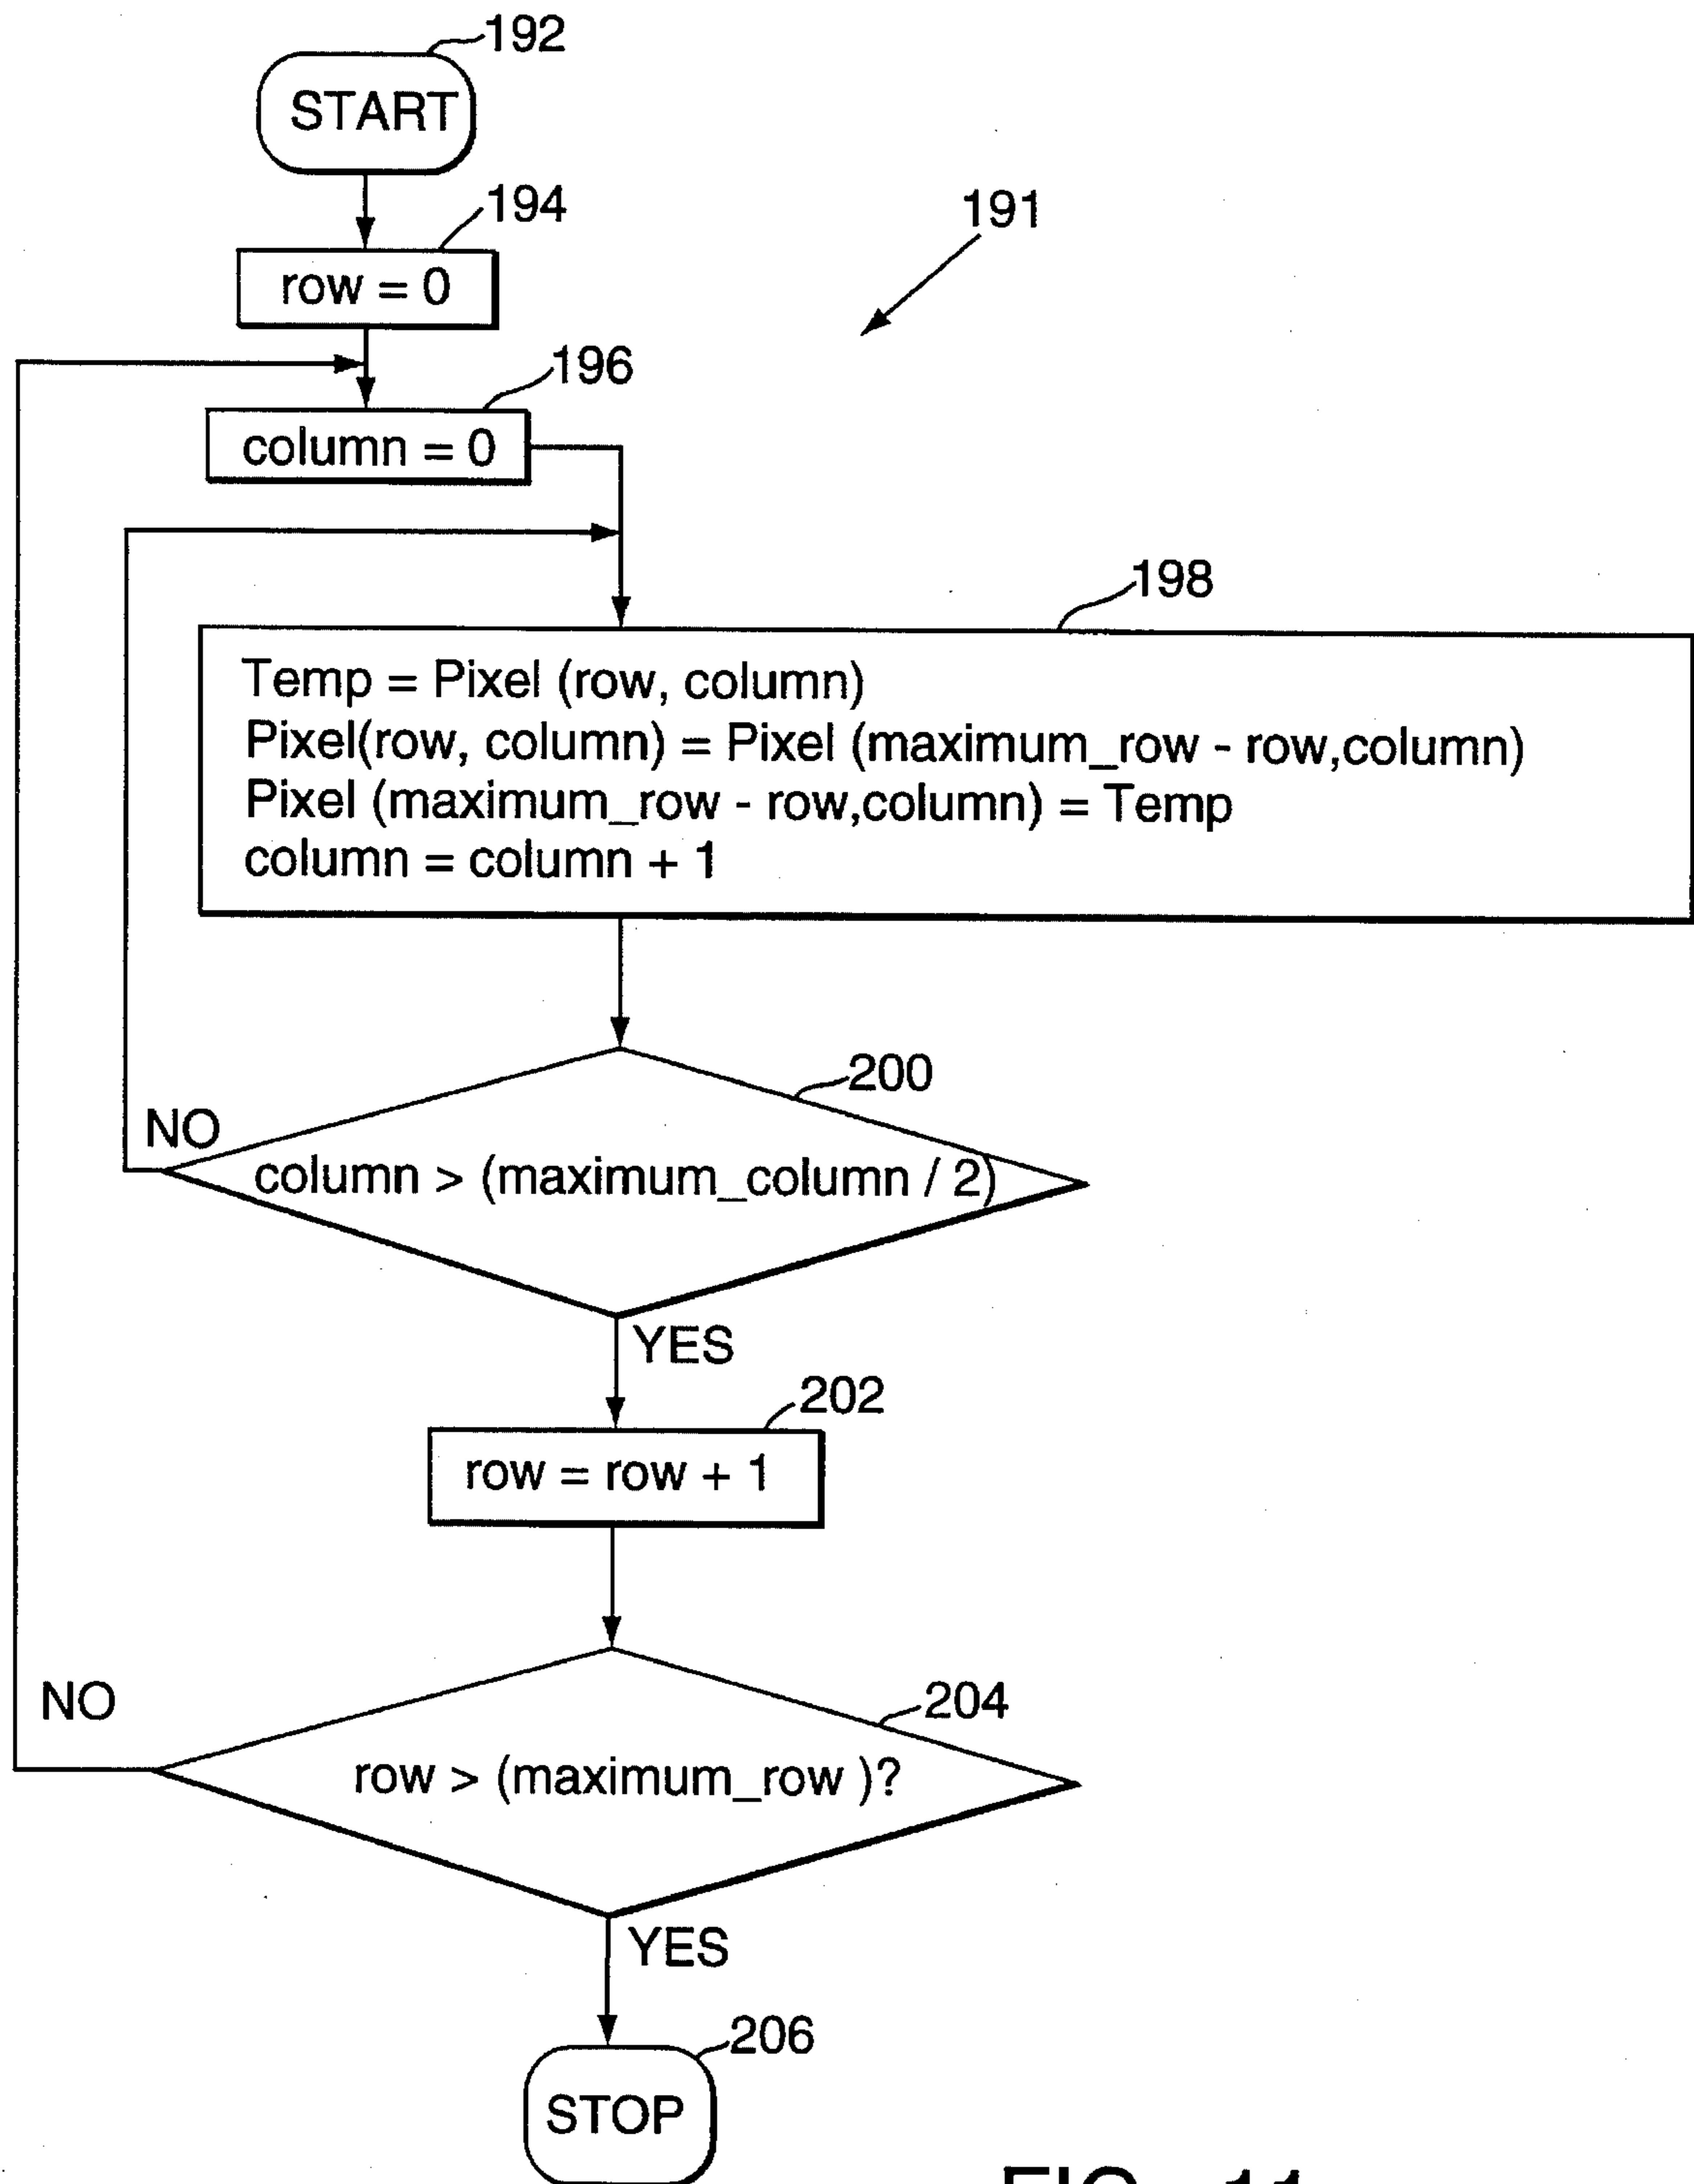 192
START
194
row = 0
191
196
column = 0
198
Temp = Pixel (row, column)
Pixel(row, column) = Pixel (maximum_row - row,column)
Pixel (maximum_row - row,column) = Temp
column = column + 1
200
NO
column > (maximum_column / 2)
YES
202
row = row + 1
NO
204
row > (maximum_row )?
YES
206
STOP
FIG. 11